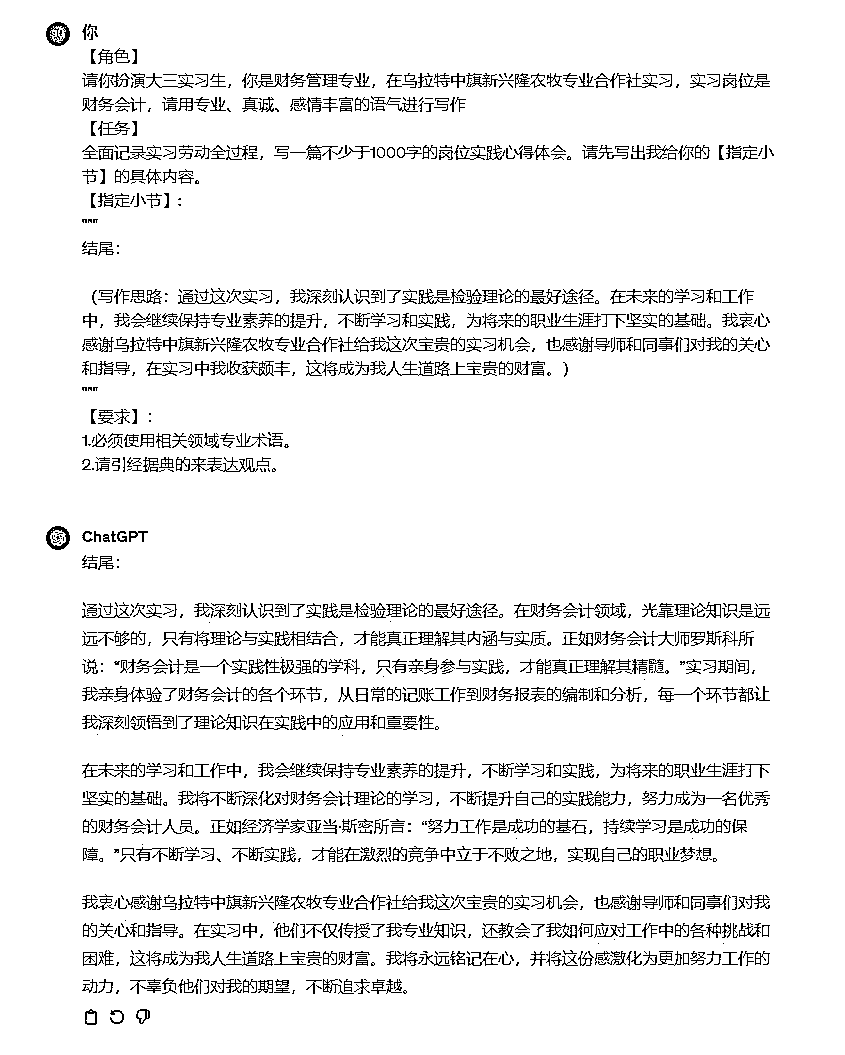 你
【角色】
请你扮演大三实习生，你是财务管理专业，在乌拉特中旗新兴隆农牧专业合作社实习，实习岗位是
财务会计，请用专业、真诚、感情丰富的语气进行写作
【任务】
全面记录实习劳动全过程，写一篇不少于1000字的岗位实践心得体会。请先写出我给你的【指定小
节】的具体内容。
【指定小节】：
"""
结尾：
（写作思路：通过这次实习，我深刻认识到了实践是检验理论的最好途径。在未来的学习和工作
中，我会继续保持专业素养的提升，不断学习和实践，为将来的职业生涯打下坚实的基础。我衷心
感谢乌拉特中旗新兴隆农牧专业合作社给我这次宝贵的实习机会，也感谢导师和同事们对我的关心
和指导，在实习中我收获颇丰，这将成为我人生道路上宝贵的财富。）
"""
【要求】：
1.必须使用相关领域专业术语。
2.请引经据典的来表达观点。
ChatGPT
结尾：
通过这次实习，我深刻认识到了实践是检验理论的最好途径。在财务会计领域，光靠理论知识是远
远不够的，只有将理论与实践相结合，才能真正理解其内涵与实质。正如财务会计大师罗斯科所
说：“财务会计是一个实践性极强的学科，只有亲身参与实践，才能真正理解其精髓。”实习期间，
我亲身体验了财务会计的各个环节，从日常的记账工作到财务报表的编制和分析，每一个环节都让
我深刻领悟到了理论知识在实践中的应用和重要性。
在未来的学习和工作中，我会继续保持专业素养的提升，不断学习和实践，为将来的职业生涯打下
坚实的基础。我将不断深化对财务会计理论的学习，不断提升自己的实践能力，努力成为一名优秀
的财务会计人员。正如经济学家亚当·斯密所言：“努力工作是成功的基石，持续学习是成功的保
障。”只有不断学习、不断实践，才能在激烈的竞争中立于不败之地，实现自己的职业梦想。
我衷心感谢乌拉特中旗新兴隆农牧专业合作社给我这次宝贵的实习机会，也感谢导师和同事们对我
的关心和指导。在实习中，他们不仅传授了我专业知识，还教会了我如何应对工作中的各种挑战和
困难，这将成为我人生道路上宝贵的财富。我将永远铭记在心，并将这份感激化为更加努力工作的
动力，不辜负他们对我的期望，不断追求卓越。